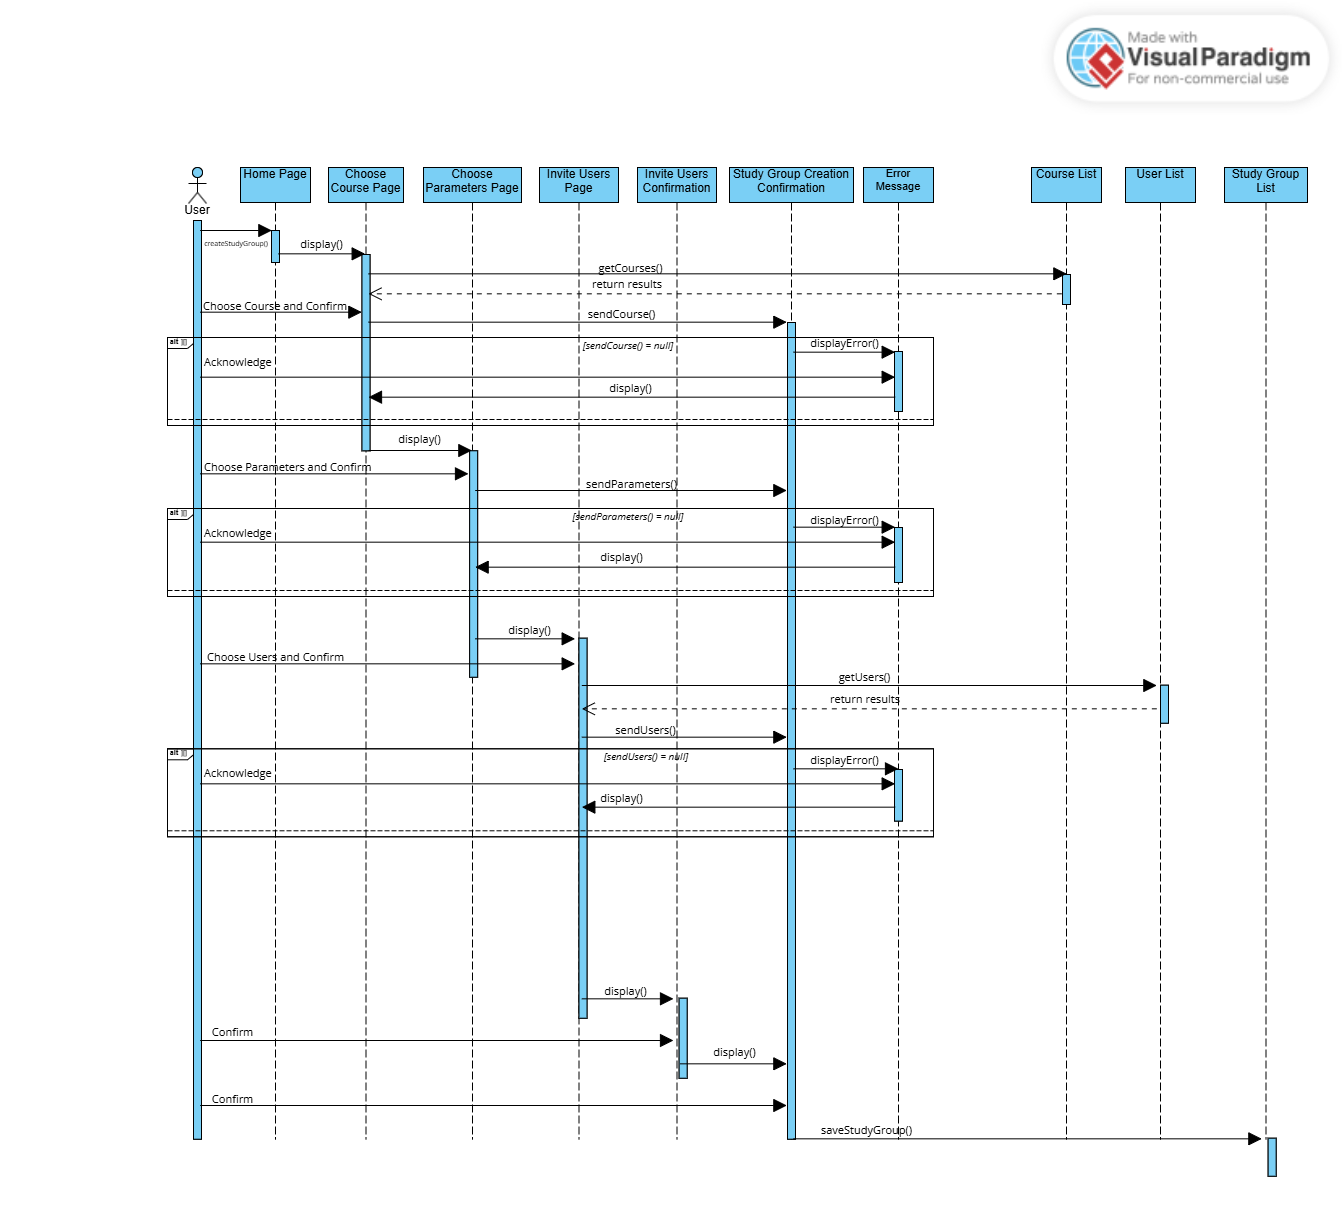 Made with
Visual Paradigm
For non-commercial use
User
Home Page
Choose
Course Page
Choose
Parameters Page
Invite Users
Page
Invite Users
Confirmation
Study Group Creation
Confirmation
Error
Message
Course List
User List
Study Group
List
createStudyGroup()
display()
getCourses()
return results
Choose Course and Confirm
sendCourse()
alt
[sendCourse() = null]
displayError()
Acknowledge
display()
display()
Choose Parameters and Confirm
sendParameters()
alt
[sendParameters() = null]
displayError()
Acknowledge
display()
display()
Choose Users and Confirm
getUsers()
return results
sendUsers()
alt
[sendUsers() = null]
displayError()
Acknowledge
display()
display()
Confirm
display()
Confirm
saveStudyGroup()